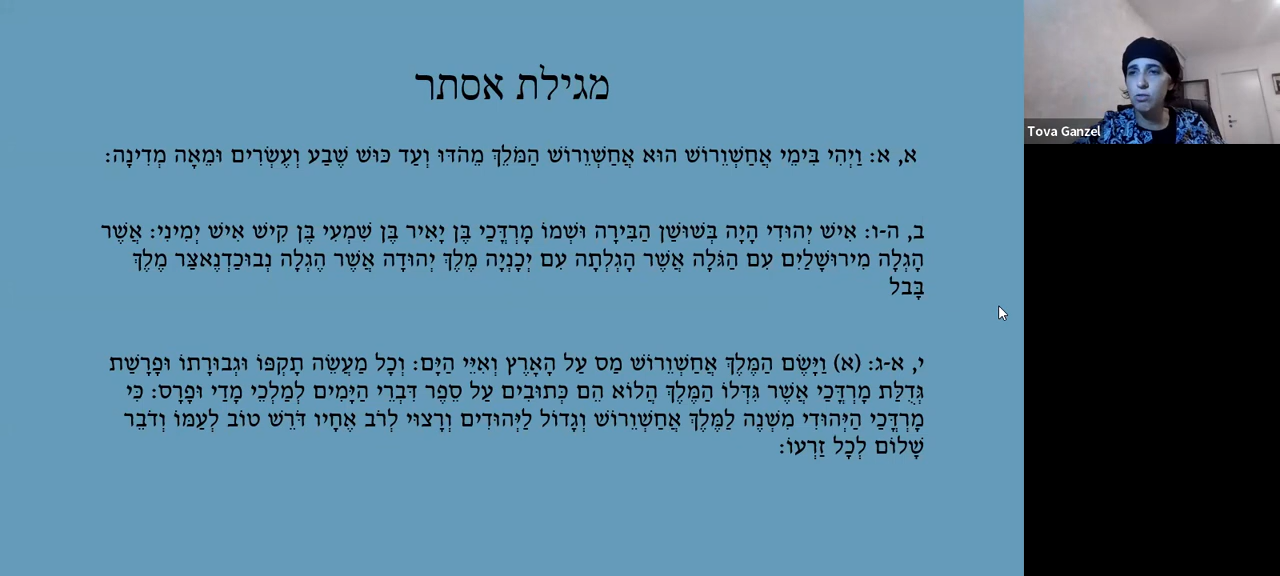 מגילת אסתר
א, א: וַיְהִי בִּימֵי אֲחַשְׁוֵרוֹשׁ הוּא אֲחַשְׁוֵרוֹשׁ הַמֹּלֵךְ מֵהֹדּוּ וְעַד כּוּשׁ שֶׁבַע וְעֶשְׂרִים וּמֵאָה מְדִינָה:
ב, ה-ו: אִישׁ יְהוּדִי הָיָה בְּשׁוּשַׁן הַבִּירָה וּשְׁמוֹ מָרְדֳּכַי בֶּן יָאִיר בֶּן שִׁמְעִי בֶּן קִישׁ אִישׁ יְמִינִי: אֲשֶׁר
הָגְלָה מִירוּשָׁלַיִם עִם הַגֹּלָה אֲשֶׁר הָגְלְתָה עִם יְכָנְיָה מֶלֶךְ יְהוּדָה אֲשֶׁר הֶגְלָה נְבוּכַדְנֶאצַּר מֶלֶךְ
בָּבל
י, א-ג: (א) וַיָּשֶׂם הַמֶּלֶךְ אֲחַשְׁוֵרוֹשׁ מַס עַל הָאָרֶץ וְאִיֵּי הַיָּם: וְכָל מַעֲשֵׂה תָקְפּוֹ וּגְבוּרָתוֹ וּפָרָשַׁת
גְּדֻלַּת מָרְדֳּכַי אֲשֶׁר גִּדְּלוֹ הַמֶּלֶךְ הֲלוֹא הֵם כְּתוּבִים עַל סֵפֶר דִּבְרֵי הַיָּמִים לְמַלְכֵי מָדַי וּפָרָס: כִּי
מָרְדֳּכַי הַיְּהוּדִי מִשְׁנֶה לַמֶּלֶךְ אֲחַשְׁוֵרוֹשׁ וְגָדוֹל לַיְּהוּדִים וְרָצוּי לְרֹב אֶחָיו דֹּרֵשׁ טוֹב לְעַמּוֹ וְדֹבֵר
שָׁלוֹם לְכָל זַרְעוֹ:
Tova Ganzel